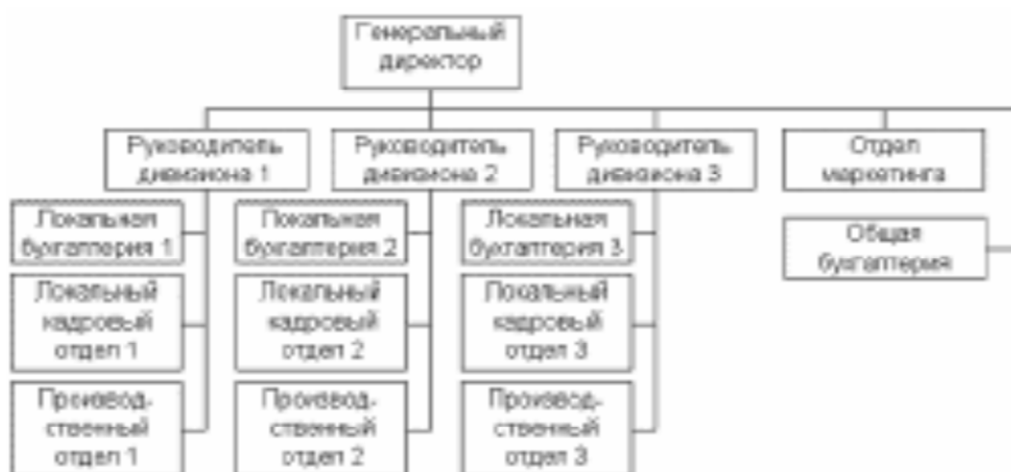 Генеральный
директор
Руководитель
дивизиона 1
Руководитель
дивизиона 2
Руководитель
дивизиона 3
Отдел
маркетинга
Локальная
бухгалтерия 1
Локальная
бухгалтерия 2
Локальная
бухгалтерия 3
Общая
бухгалтерия
Локальный
кадровый
отдел 1
Локальный
кадровый
отдел 2
Локальный
кадровый
отдел 3
Производ-
ственный
отдел 1
Производ-
ственный
отдел 2
Производ-
ственный
отдел 3